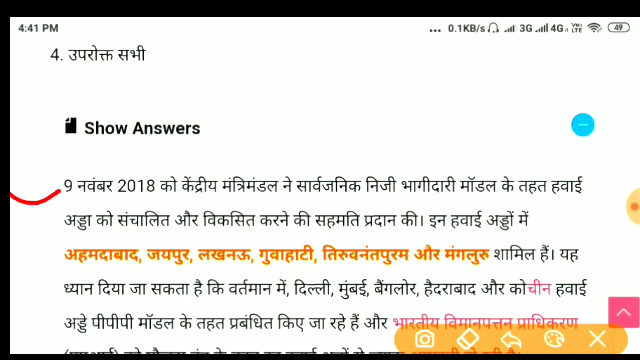 4:41 PM ... 0.1KB/s 3G 4G VoLTE 49
4. उपरोक्त सभी
Show Answers
9 नवंबर 2018 को केंद्रीय मंत्रिमंडल ने सार्वजनिक निजी भागीदारी मॉडल के तहत हवाई
अड्डा को संचालित और विकसित करने की सहमति प्रदान की। इन हवाई अड्डों में
अहमदाबाद, जयपुर, लखनऊ, गुवाहाटी, तिरुवनंतपुरम और मंगलुरु शामिल हैं। यह
ध्यान दिया जा सकता है कि वर्तमान में, दिल्ली, मुंबई, बैंगलोर, हैदराबाद और कोचीन हवाई
अड्डे पीपीपी मॉडल के तहत प्रबंधित किए जा रहे हैं और भारतीय विमानपत्तन प्राधिकरण